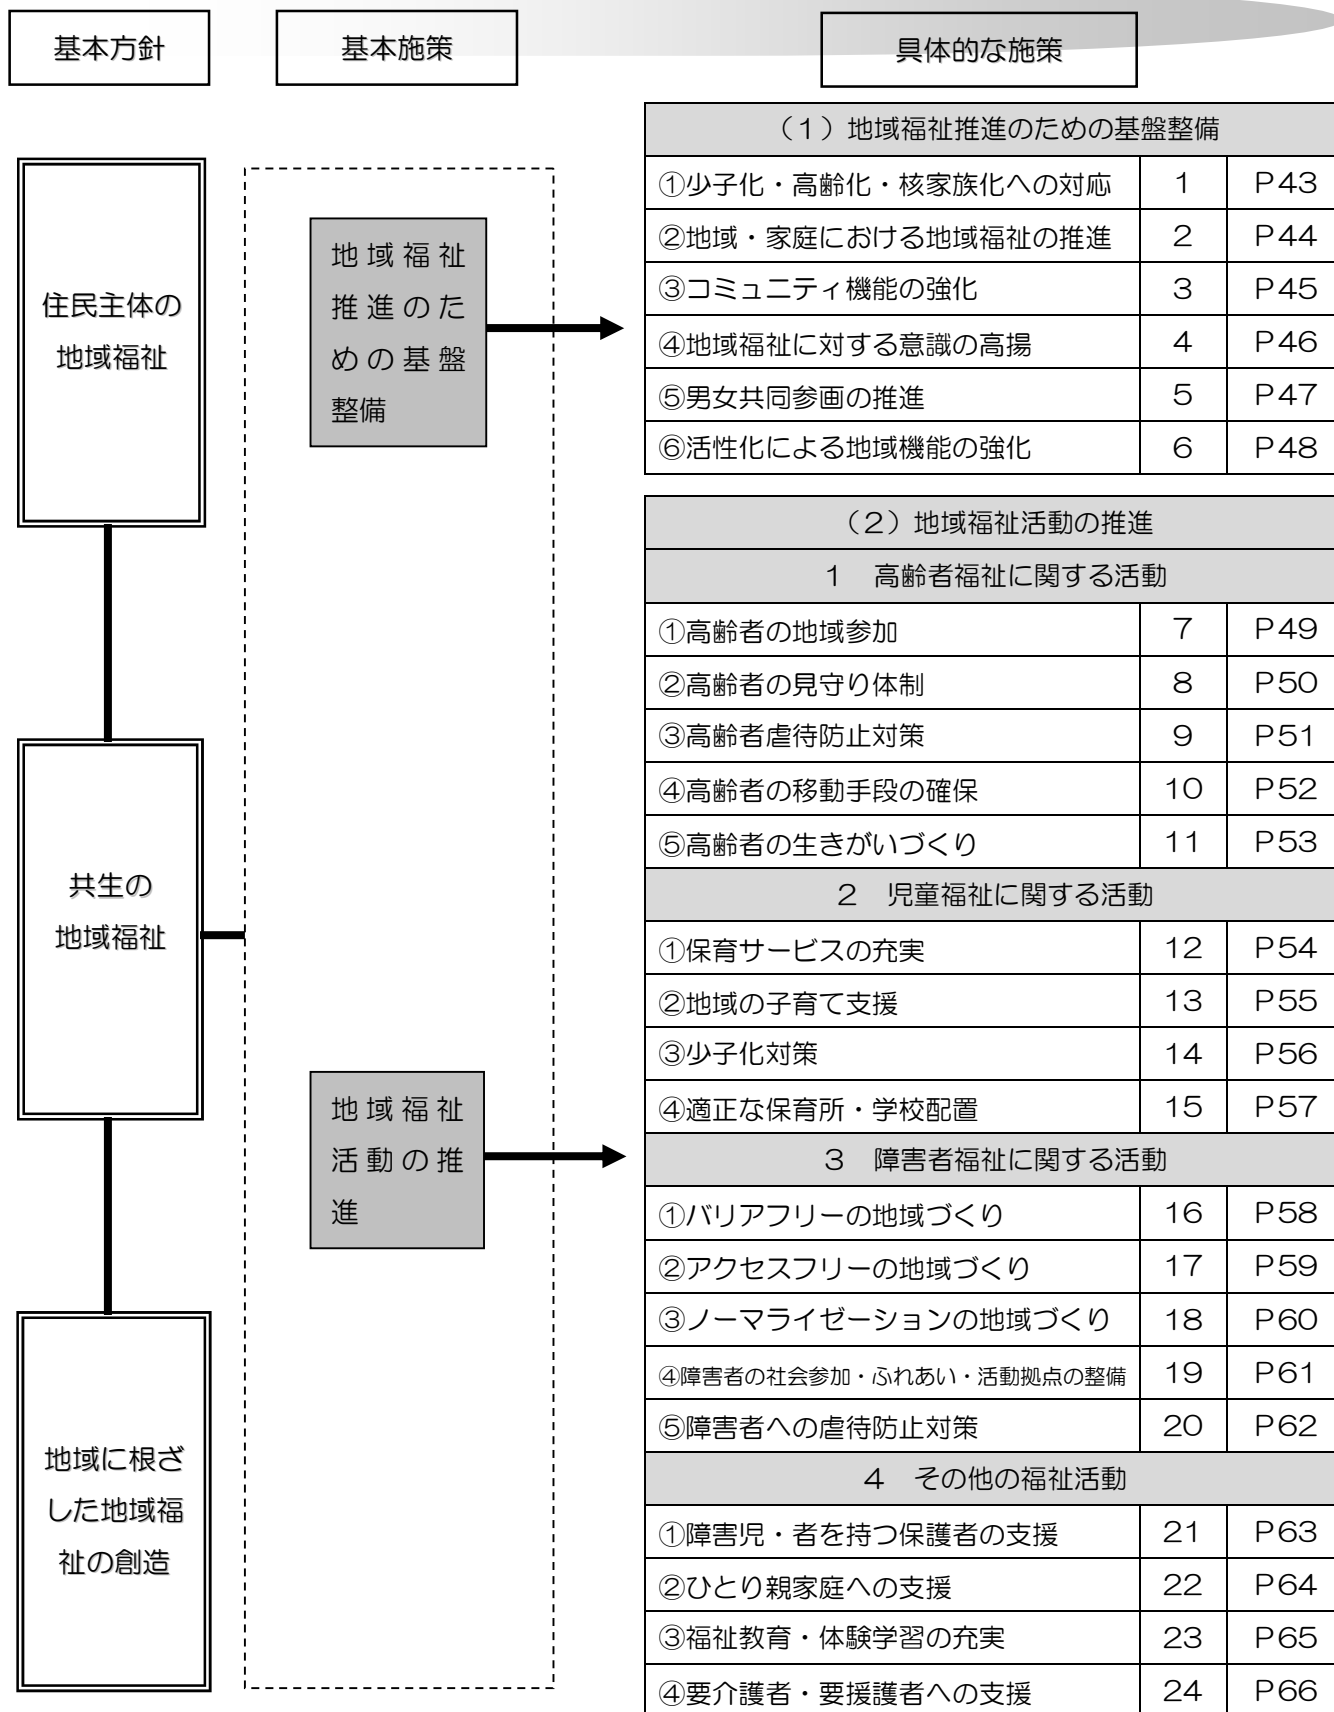 基本方針
基本施策
具体的な施策
住民主体の
地域福祉
共生の
地域福祉
地域に根ざ
した地域福
祉の創造
地域福祉
推進のた
めの基盤
整備
地域福祉
活動の推
進
（１）地域福祉推進のための基盤整備
①少子化・高齢化・核家族化への対応 1 P43
②地域・家庭における地域福祉の推進 2 P44
③コミュニティ機能の強化 3 P45
④地域福祉に対する意識の高揚 4 P46
⑤男女共同参画の推進 5 P47
⑥活性化による地域機能の強化 6 P48
（２）地域福祉活動の推進
１　高齢者福祉に関する活動
①高齢者の地域参加 7 P49
②高齢者の見守り体制 8 P50
③高齢者虐待防止対策 9 P51
④高齢者の移動手段の確保 10 P52
⑤高齢者の生きがいづくり 11 P53
２　児童福祉に関する活動
①保育サービスの充実 12 P54
②地域の子育て支援 13 P55
③少子化対策 14 P56
④適正な保育所・学校配置 15 P57
３　障害者福祉に関する活動
①バリアフリーの地域づくり 16 P58
②アクセスフリーの地域づくり 17 P59
③ノーマライゼーションの地域づくり 18 P60
④障害者の社会参加・ふれあい・活動拠点の整備 19 P61
⑤障害者への虐待防止対策 20 P62
４　その他の福祉活動
①障害児・者を持つ保護者の支援 21 P63
②ひとり親家庭への支援 22 P64
③福祉教育・体験学習の充実 23 P65
④要介護者・要援護者への支援 24 P66